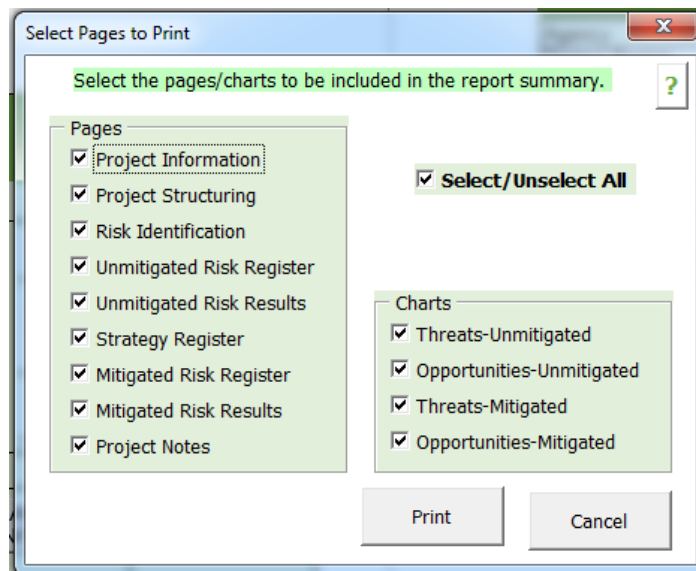 Select Pages to Print
X
Select the pages/charts to be included in the report summary.
?
Pages
Project Information
Project Structuring
Risk Identification
Unmitigated Risk Register
Unmitigated Risk Results
Strategy Register
Mitigated Risk Register
Mitigated Risk Results
Project Notes
Select/Unselect All
Charts
Threats-Unmitigated
Opportunities-Unmitigated
Threats-Mitigated
Opportunities-Mitigated
Print
Cancel